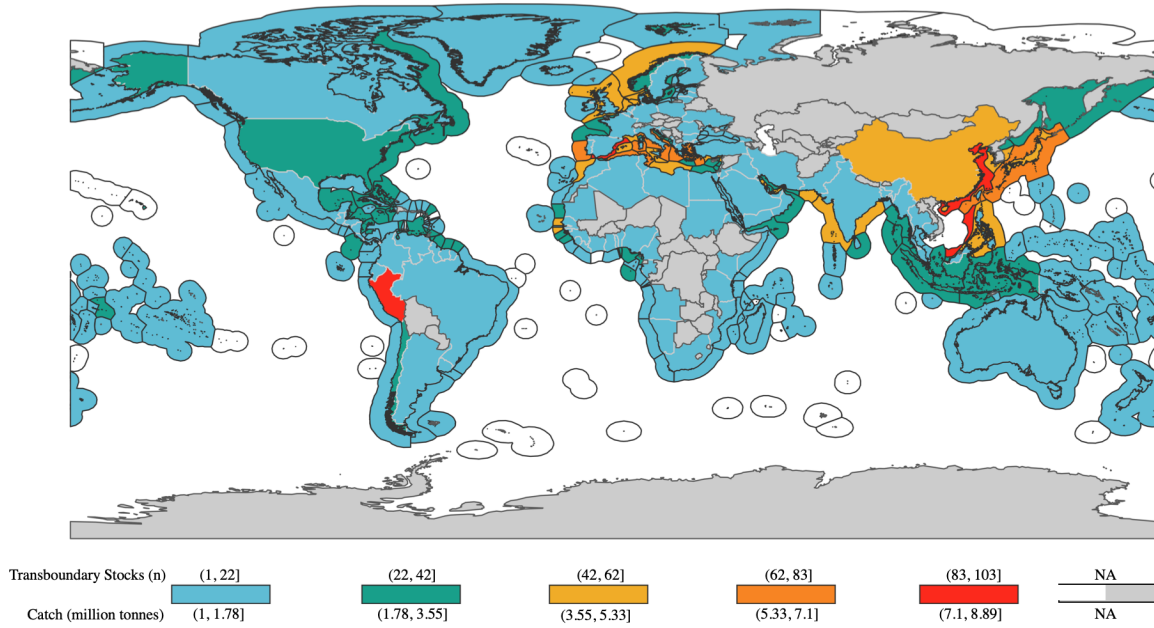 Transboundary Stocks (n) (1, 22] (22, 42] (42, 62] (62, 83] (83, 103] NA
Catch (million tonnes) (1, 1.78] (1.78, 3.55] (3.55, 5.33] (5.33, 7.1] (7.1, 8.89] NA